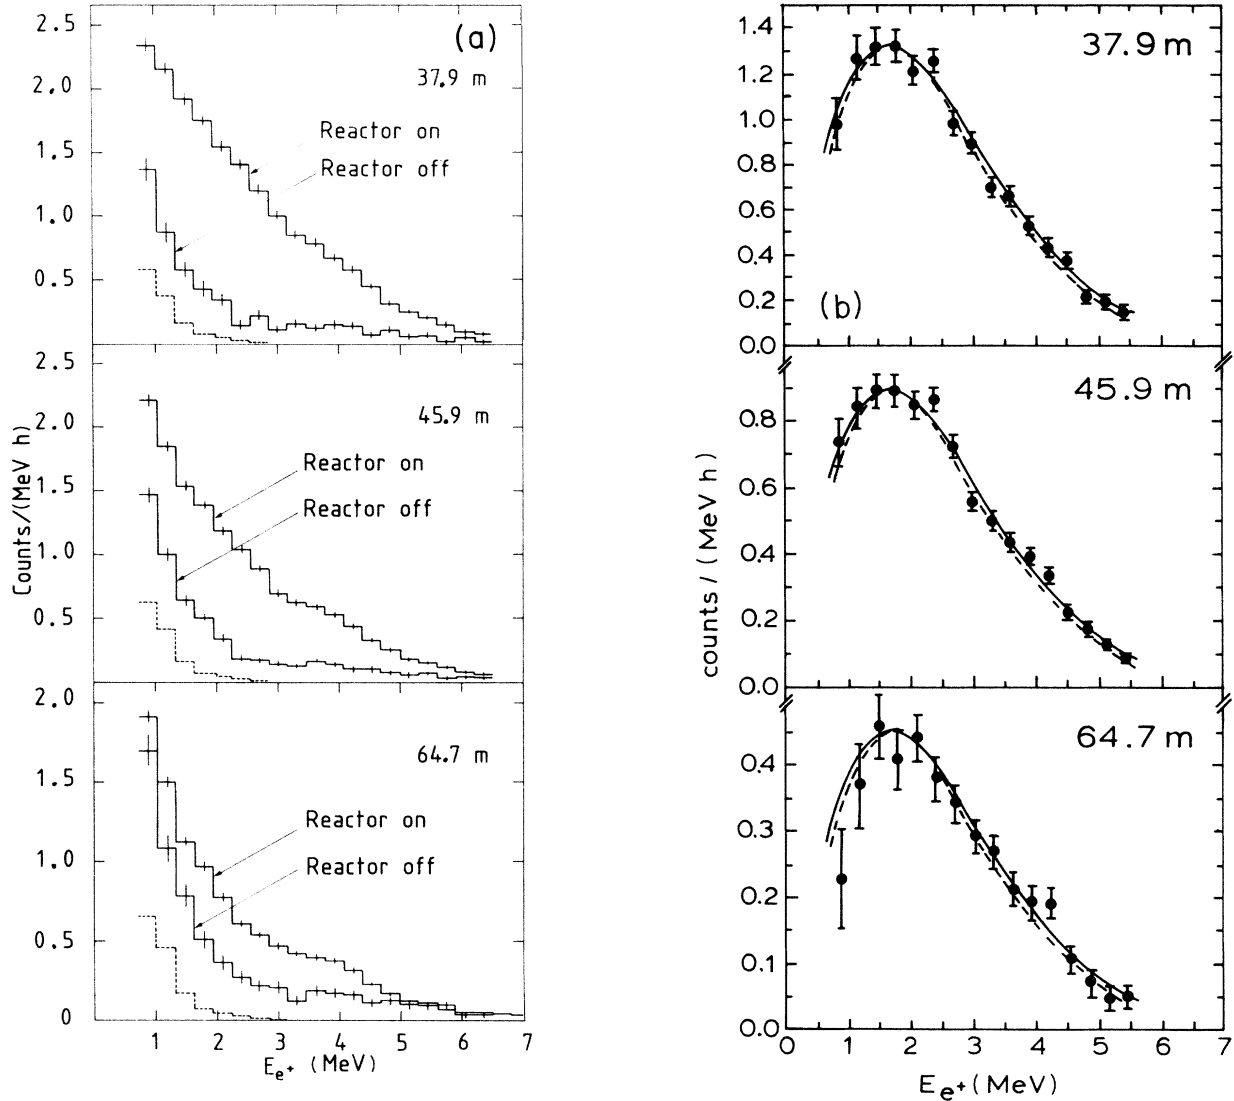 (a)
37.9 m
Reactor on
Reactor off
2.5
2.0
1.5
1.0
0.5
45.9 m
Reactor on
Reactor off
2.0
1.5
1.0
0.5
Counts/(MeV h)
64.7 m
Reactor on
Reactor off
2.0
1.5
1.0
0.5
0
1 2 3 4 5 6 7
Ee+ (MeV)
37.9 m
(b)
1.4
1.2
1.0
0.8
0.6
0.4
0.2
0.0
45.9 m
0.8
0.6
0.4
0.2
0.0
counts / (MeV h)
64.7 m
0.4
0.3
0.2
0.1
0.0
0 1 2 3 4 5 6 7
Ee+ (MeV)